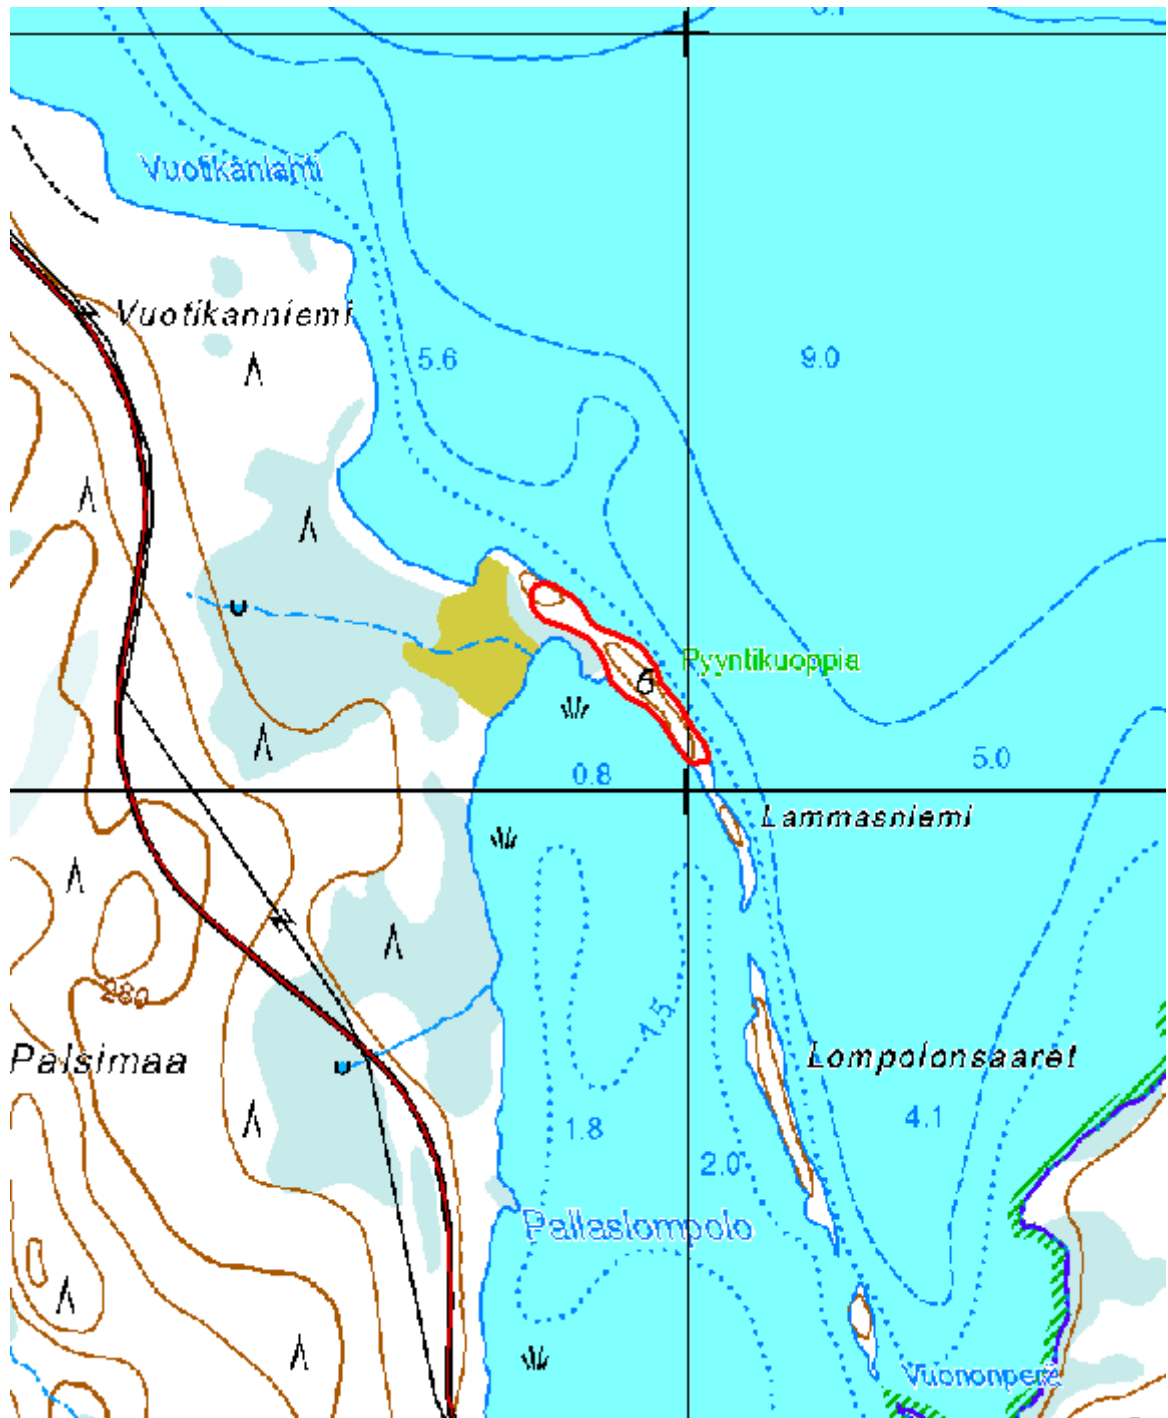 Vuotikanlahti
Vuotikanniemi
5.6
9.0
Pyyntikuoppia
6
0.8
5.0
Lammasniemi
280
1.5
Palsimaa
Lompolonsaaret
1.8
4.1
2.0
Pallaslompolo
Vuononperä